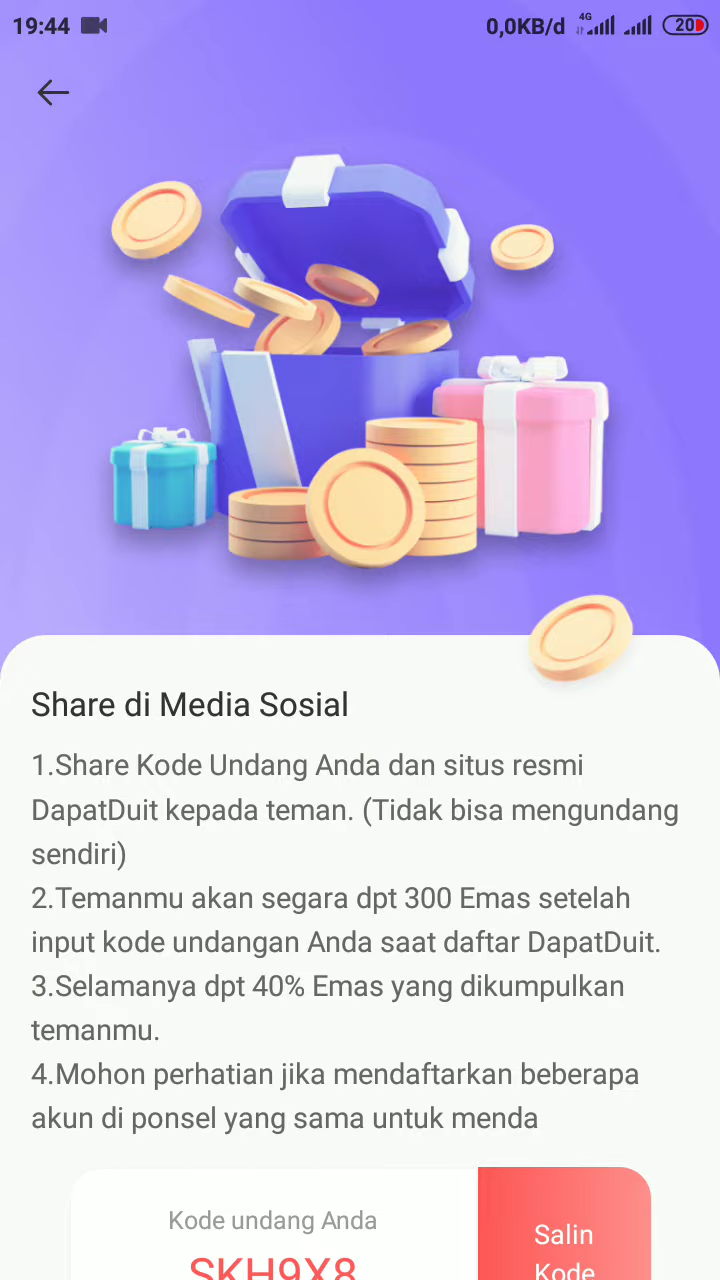 19:44 0,0KB/d 4G 20
Share di Media Sosial
1.Share Kode Undang Anda dan situs resmi
DapatDuit kepada teman. (Tidak bisa mengundang
sendiri)
2.Temanmu akan segara dpt 300 Emas setelah
input kode undangan Anda saat daftar DapatDuit.
3.Selamanya dpt 40% Emas yang dikumpulkan
temanmu.
4.Mohon perhatian jika mendaftarkan beberapa
akun di ponsel yang sama untuk menda
Kode undang Anda
SKH9X8
Salin
Kode